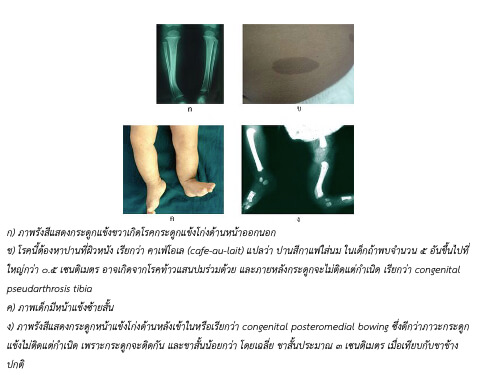 ก
ข
ค
ง
ก) ภาพรังสีแสดงกระดูกแข้งขวาเกิดโรคกระดูกแข้งโก่งด้านหน้าออกนอก
ข) โรคนี้ต้องหาปานที่ผิวหนัง เรียกว่า คาเฟ่โอเล (cafe-au-lait) แปลว่า ปานสีกาแฟใส่นม ในเด็กถ้าพบจำนวน ๕ อันขึ้นไปที่
ใหญ่กว่า ๐.๕ เซนติเมตร อาจเกิดจากโรคท้าวแสนปมร่วมด้วย และภายหลังกระดูกจะไม่ติดแต่กำเนิด เรียกว่า congenital
pseudarthrosis tibia
ค) ภาพเด็กมีหน้าแข้งซ้ายสั้น
ง) ภาพรังสีแสดงกระดูกหน้าแข้งโก่งด้านหลังเข้าในหรือเรียกว่า congenital posteromedial bowing ซึ่งดีกว่าภาวะกระดูก
แข้งไม่ติดแต่กำเนิด เพราะกระดูกจะติดกัน และขาสั้นน้อยกว่า โดยเฉลี่ย ขาสั้นประมาณ ๓ เซนติเมตร เมื่อเทียบกับขาข้าง
ปกติ